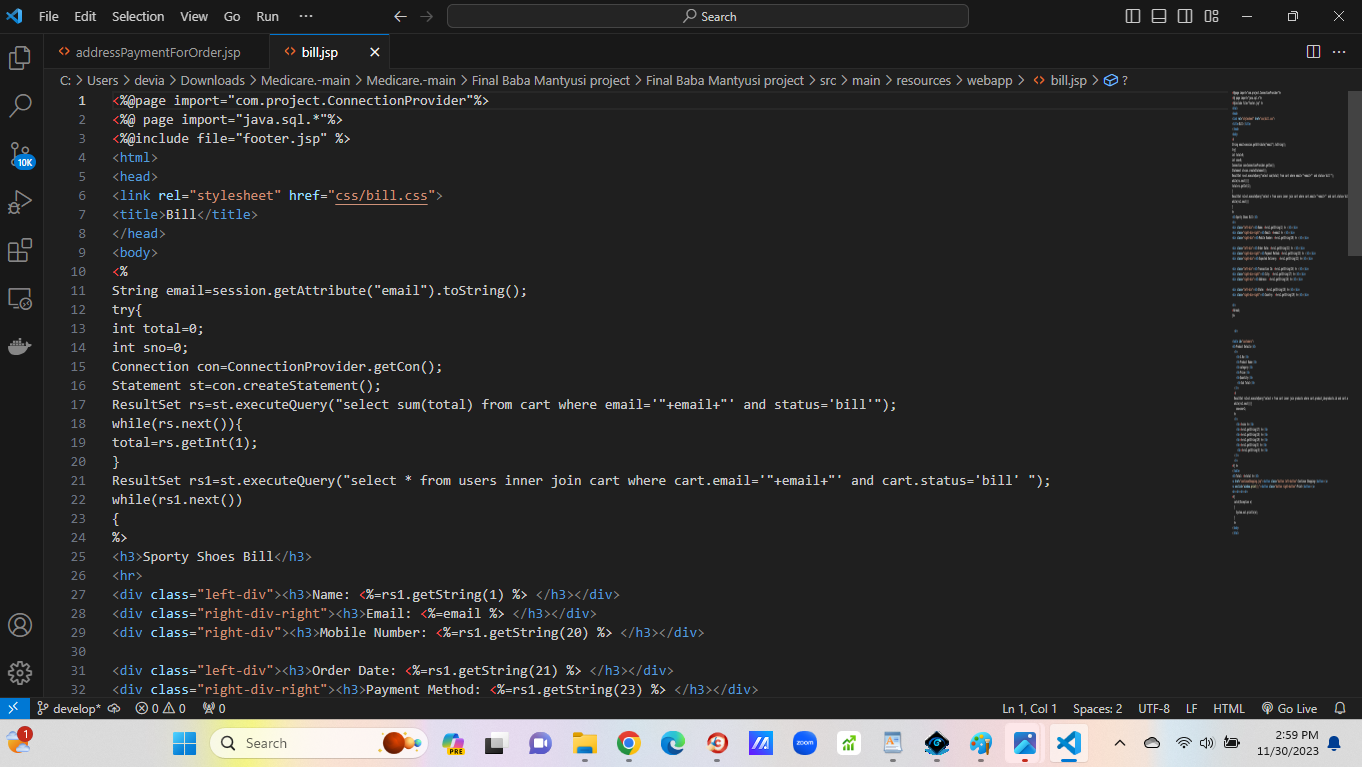 File Edit Selection View Go Run ··· Search
addressPaymentForOrder.jsp bill.jsp
C: > Users > devia > Downloads > Medicare.-main > Medicare.-main > Final Baba Mantyusi project > Final Baba Mantyusi project > src > main > resources > webapp > bill.jsp > ?
1 <%@page import="com.project.ConnectionProvider"%>
2 <%@ page import="java.sql.*"%>
3 <%@include file="footer.jsp" %>
4 <html>
5 <head>
6 <link rel="stylesheet" href="css/bill.css">
7 <title>Bill</title>
8 </head>
9 <body>
10 <%
11 String email=session.getAttribute("email").toString();
12 try{
13 int total=0;
14 int sno=0;
15 Connection con=ConnectionProvider.getCon();
16 Statement st=con.createStatement();
17 ResultSet rs=st.executeQuery("select sum(total) from cart where email='"+email+"' and status='bill'");
18 while(rs.next()){
19 total=rs.getInt(1);
20 }
21 ResultSet rs1=st.executeQuery("select * from users inner join cart where cart.email='"+email+"' and cart.status='bill' ");
22 while(rs1.next())
23 {
24 %>
25 <h3>Sporty Shoes Bill</h3>
26 <hr>
27 <div class="left-div"><h3>Name: <%=rs1.getString(1) %> </h3></div>
28 <div class="right-div-right"><h3>Email: <%=email %> </h3></div>
29 <div class="right-div"><h3>Mobile Number: <%=rs1.getString(20) %> </h3></div>
30
31 <div class="left-div"><h3>Order Date: <%=rs1.getString(21) %> </h3></div>
32 <div class="right-div-right"><h3>Payment Method: <%=rs1.getString(23) %> </h3></div>
10K
develop* 0 0 0 Ln 1, Col 1 Spaces: 2 UTF-8 LF HTML Go Live
1 Search PRE zoom 2:59 PM
11/30/2023